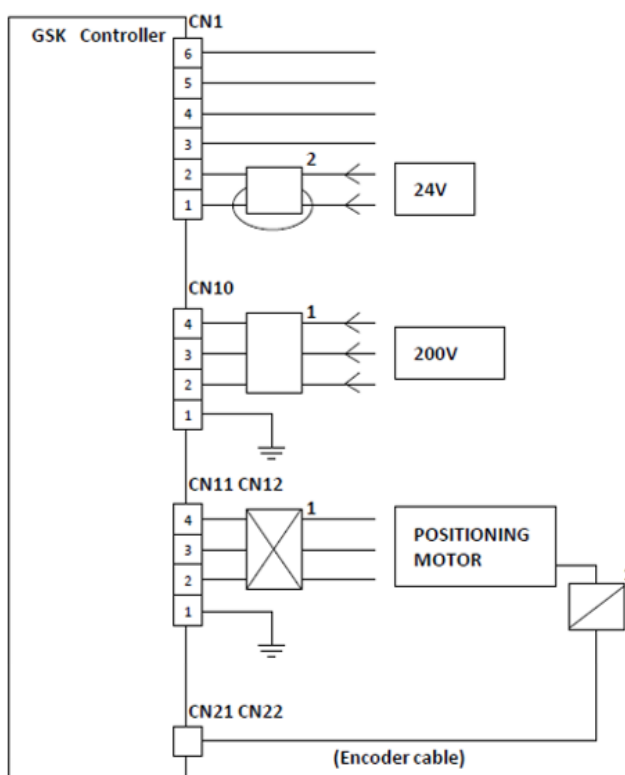 GSK Controller
CN1
6
5
4
3
2
1
2
24V
CN10
4
3
2
1
1
200V
CN11 CN12
4
3
2
1
1
POSITIONING
MOTOR
CN21 CN22
(Encoder cable)